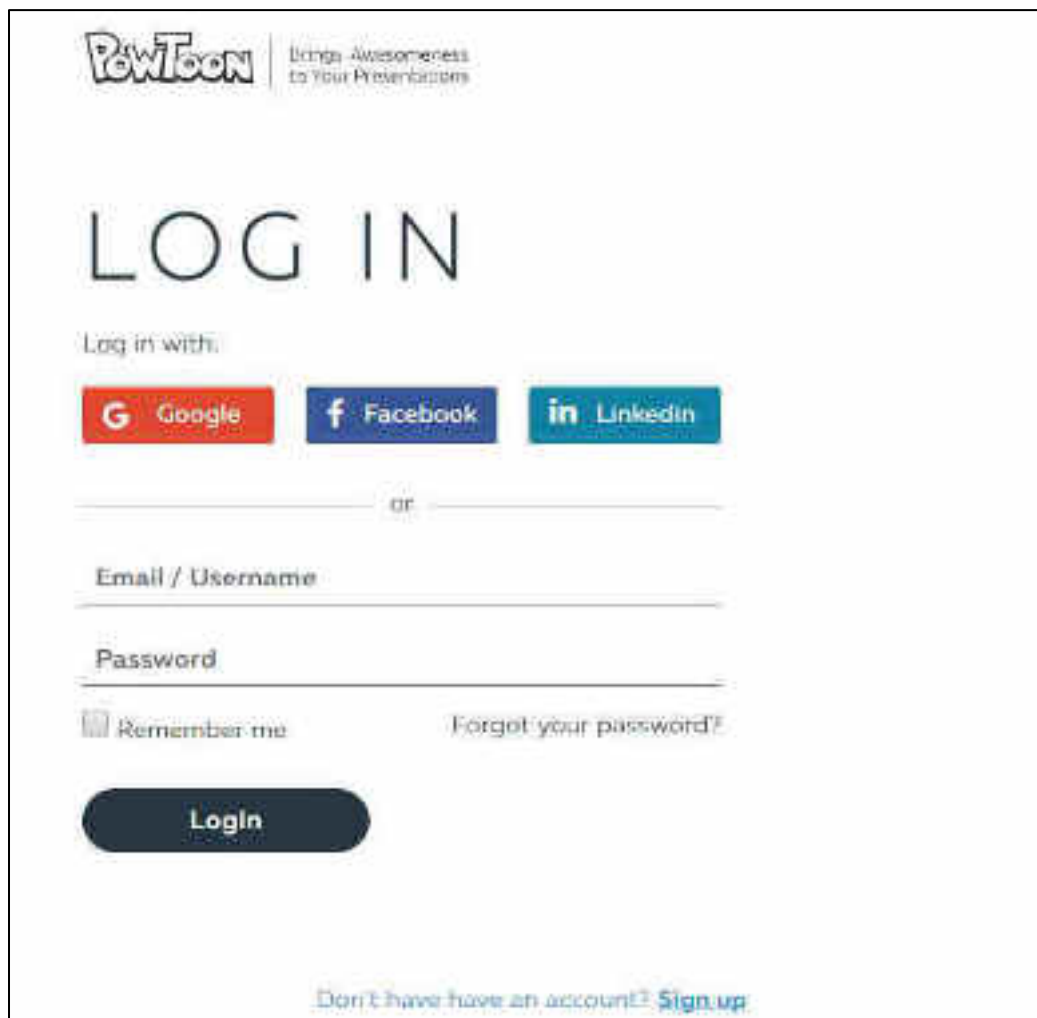 PowToon
Brings Awesomeness
to Your Presentations
LOG IN
Log in with:
G Google
f Facebook
in Linkedin
or
Email / Username
Password
Remember me
Forgot your password?
Login
Don't have have an account? Sign up